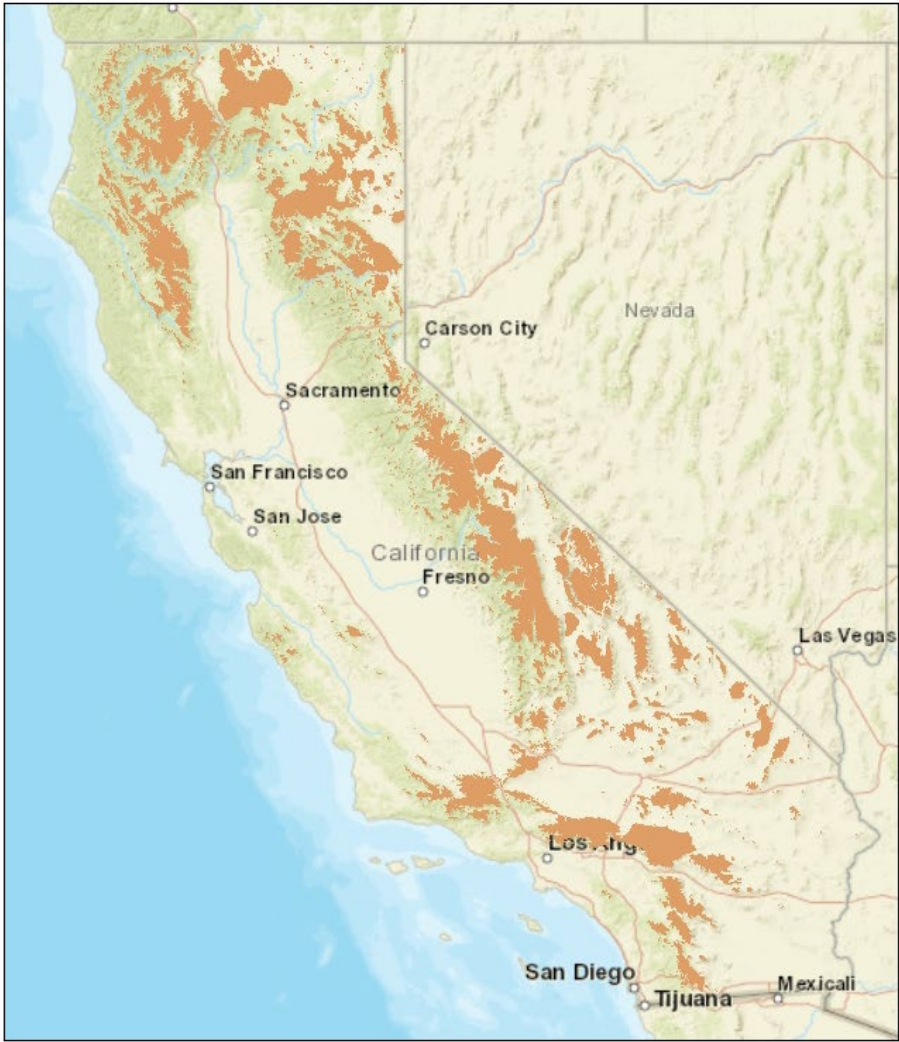 Nevada
Carson City
Sacramento
San Francisco
San Jose
California
Fresno
Las Vegas
Los Ang
San Diego
Mexicali
Tijuana